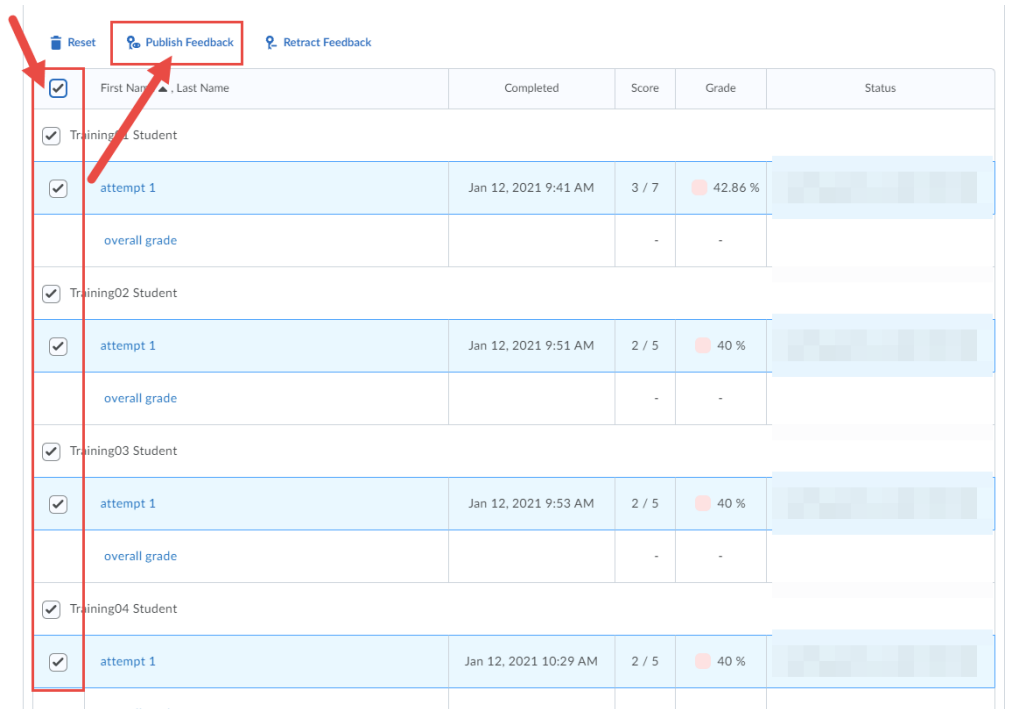 Reset Publish Feedback Retract Feedback
First Name , Last Name Completed Score Grade Status
Training01 Student
attempt 1 Jan 12, 2021 9:41 AM 3 / 7 42.86 %
overall grade - -
Training02 Student
attempt 1 Jan 12, 2021 9:51 AM 2 / 5 40 %
overall grade - -
Training03 Student
attempt 1 Jan 12, 2021 9:53 AM 2 / 5 40 %
overall grade - -
Training04 Student
attempt 1 Jan 12, 2021 10:29 AM 2 / 5 40 %